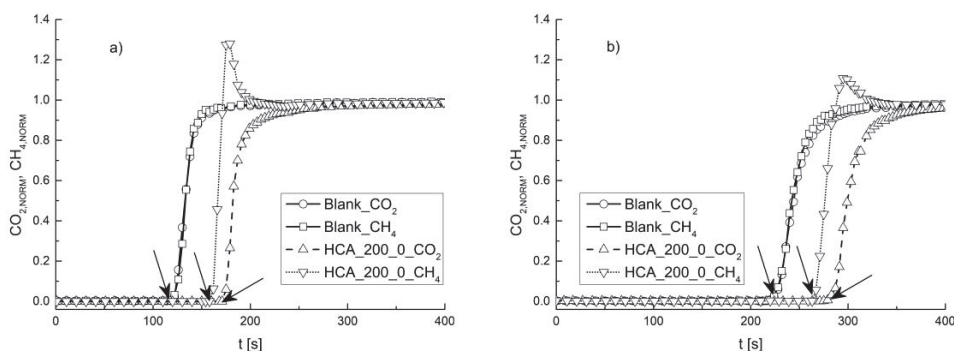 a)
CO₂,NORM, CH₄,NORM
1.4
1.2
1.0
0.8
0.6
0.4
0.2
0.0
Blank_CO₂
Blank_CH₄
HCA_200_0_CO₂
HCA_200_0_CH₄
0 100 200 300 400
t [s]
b)
CO₂,NORM, CH₄,NORM
1.4
1.2
1.0
0.8
0.6
0.4
0.2
0.0
Blank_CO₂
Blank_CH₄
HCA_200_0_CO₂
HCA_200_0_CH₄
0 100 200 300 400
t [s]